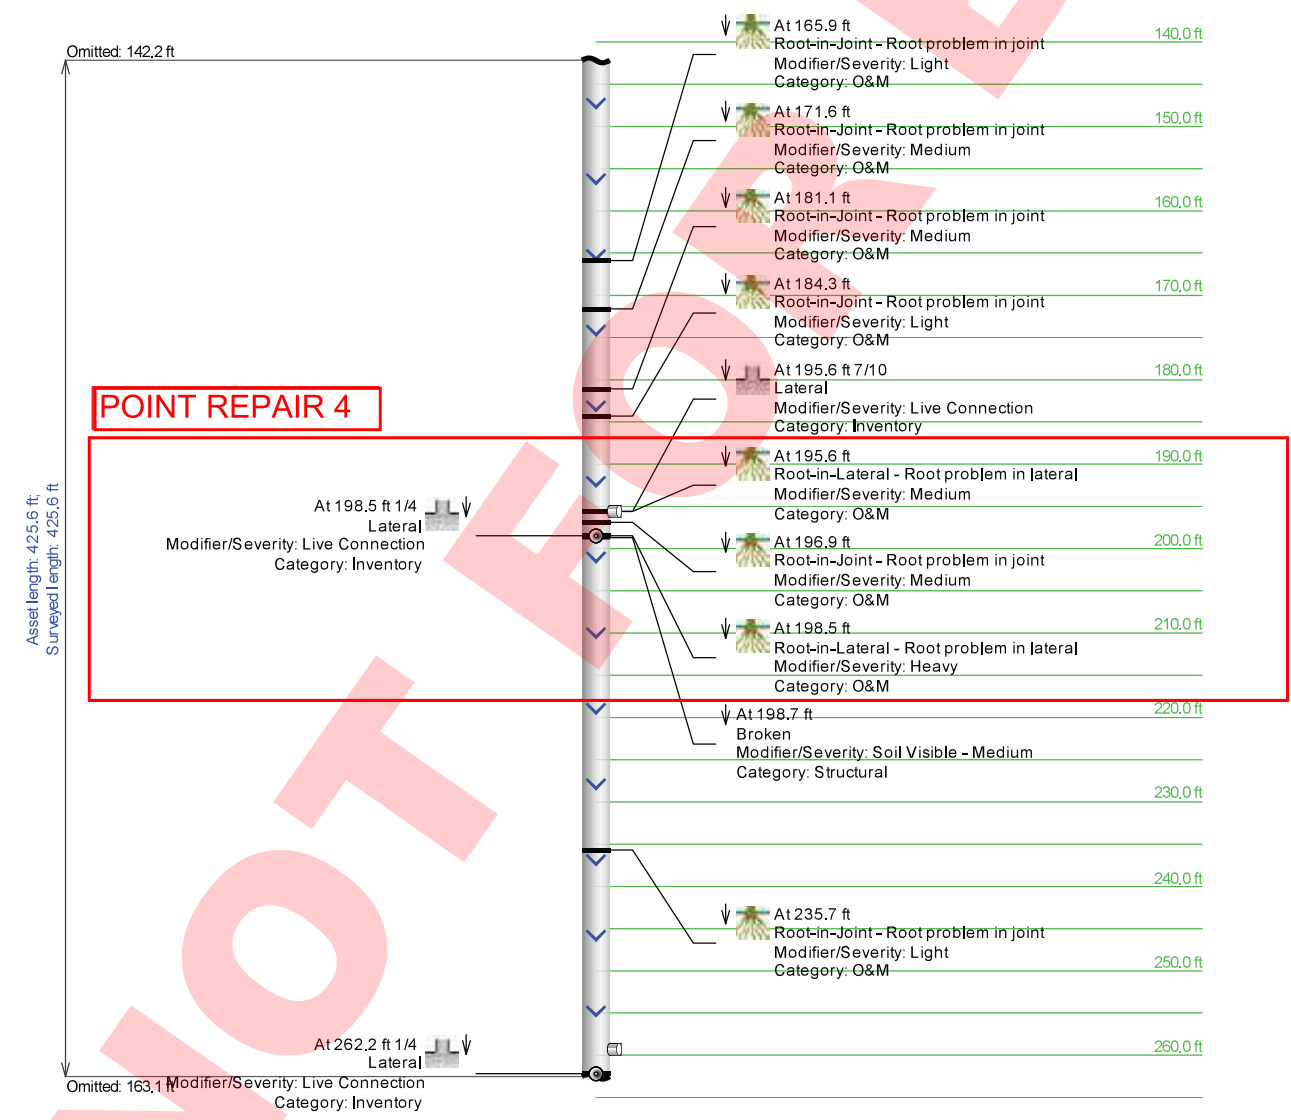 Omitted: 142.2 ft
At 165.9 ft
Root-in-Joint - Root problem in joint
Modifier/Severity: Light
Category: O&M
140.0 ft
At 171.6 ft
Root-in-Joint - Root problem in joint
Modifier/Severity: Medium
Category: O&M
150.0 ft
At 181.1 ft
Root-in-Joint - Root problem in joint
Modifier/Severity: Medium
Category: O&M
160.0 ft
At 184.3 ft
Root-in-Joint - Root problem in joint
Modifier/Severity: Light
Category: O&M
170.0 ft
At 195.6 ft 7/10
Lateral
Modifier/Severity: Live Connection
Category: Inventory
180.0 ft
POINT REPAIR 4
At 195.6 ft
Root-in-Lateral - Root problem in lateral
Modifier/Severity: Medium
Category: O&M
190.0 ft
Asset length: 425.6 ft;
Surveyed length: 425.6 ft
At 198.5 ft 1/4
Lateral
Modifier/Severity: Live Connection
Category: Inventory
At 196.9 ft
Root-in-Joint - Root problem in joint
Modifier/Severity: Medium
Category: O&M
200.0 ft
At 198.5 ft
Root-in-Lateral - Root problem in lateral
Modifier/Severity: Heavy
Category: O&M
210.0 ft
At 198.7 ft
Broken
Modifier/Severity: Soil Visible - Medium
Category: Structural
220.0 ft
230.0 ft
At 235.7 ft
Root-in-Joint - Root problem in joint
Modifier/Severity: Light
Category: O&M
240.0 ft
250.0 ft
At 262.2 ft 1/4
Lateral
Modifier/Severity: Live Connection
Category: Inventory
260.0 ft
Omitted: 163.1 ft
NOT FOR